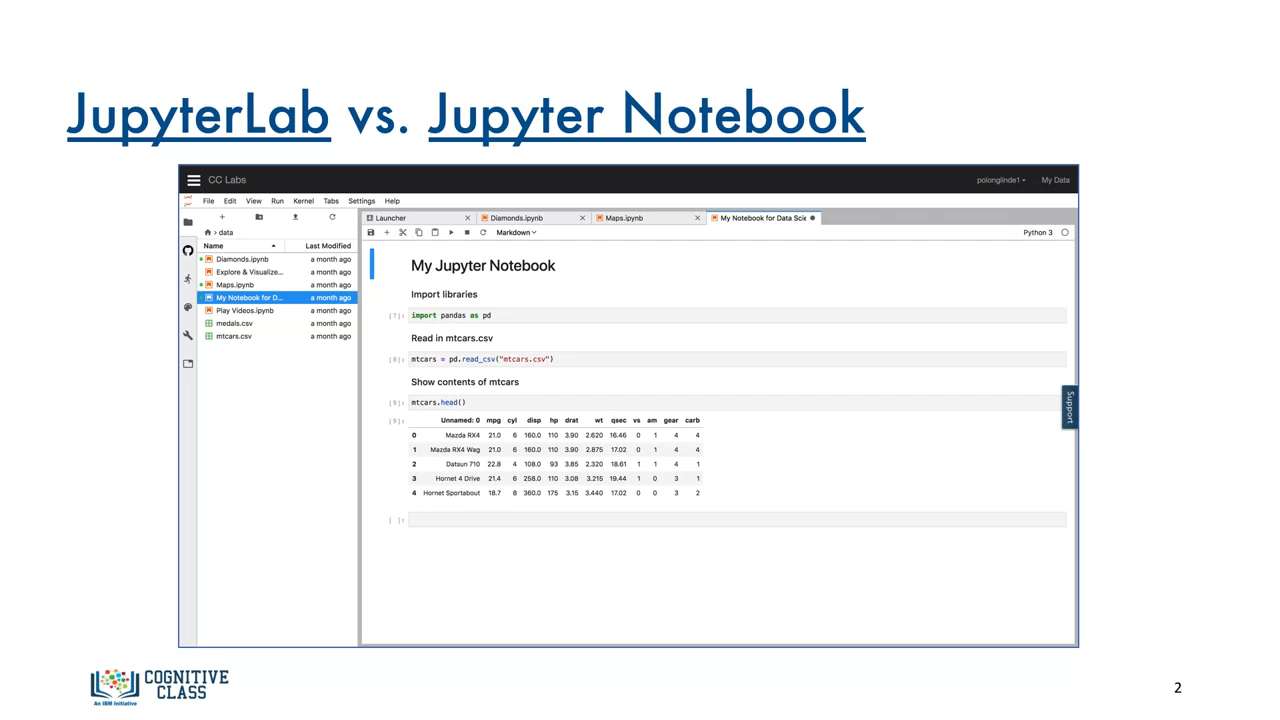 JupyterLab vs. Jupyter Notebook
CC Labs
polonglinde1
My Data
File Edit View Run Kernel Tabs Settings Help
Launcher
Diamonds.ipynb
Maps.ipynb
My Notebook for Data Scie
Markdown
Python 3
> data
Name Last Modified
Diamonds.ipynb a month ago
Explore & Visualize... a month ago
Maps.ipynb a month ago
My Notebook for D... a month ago
Play Videos.ipynb a month ago
medals.csv a month ago
mtcars.csv a month ago
My Jupyter Notebook
Import libraries
[7]: import pandas as pd
Read in mtcars.csv
[8]: mtcars = pd.read_csv("mtcars.csv")
Show contents of mtcars
[9]: mtcars.head()
[9]: Unnamed: 0 mpg cyl disp hp drat wt qsec vs am gear carb
0 Mazda RX4 21.0 6 160.0 110 3.90 2.620 16.46 0 1 4 4
1 Mazda RX4 Wag 21.0 6 160.0 110 3.90 2.875 17.02 0 1 4 4
2 Datsun 710 22.8 4 108.0 93 3.85 2.320 18.61 1 1 4 1
3 Hornet 4 Drive 21.4 6 258.0 110 3.08 3.215 19.44 1 0 3 1
4 Hornet Sportabout 18.7 8 360.0 175 3.15 3.440 17.02 0 0 3 2
[ ]:
Support
COGNITIVE
CLASS
An IBM Initiative
2